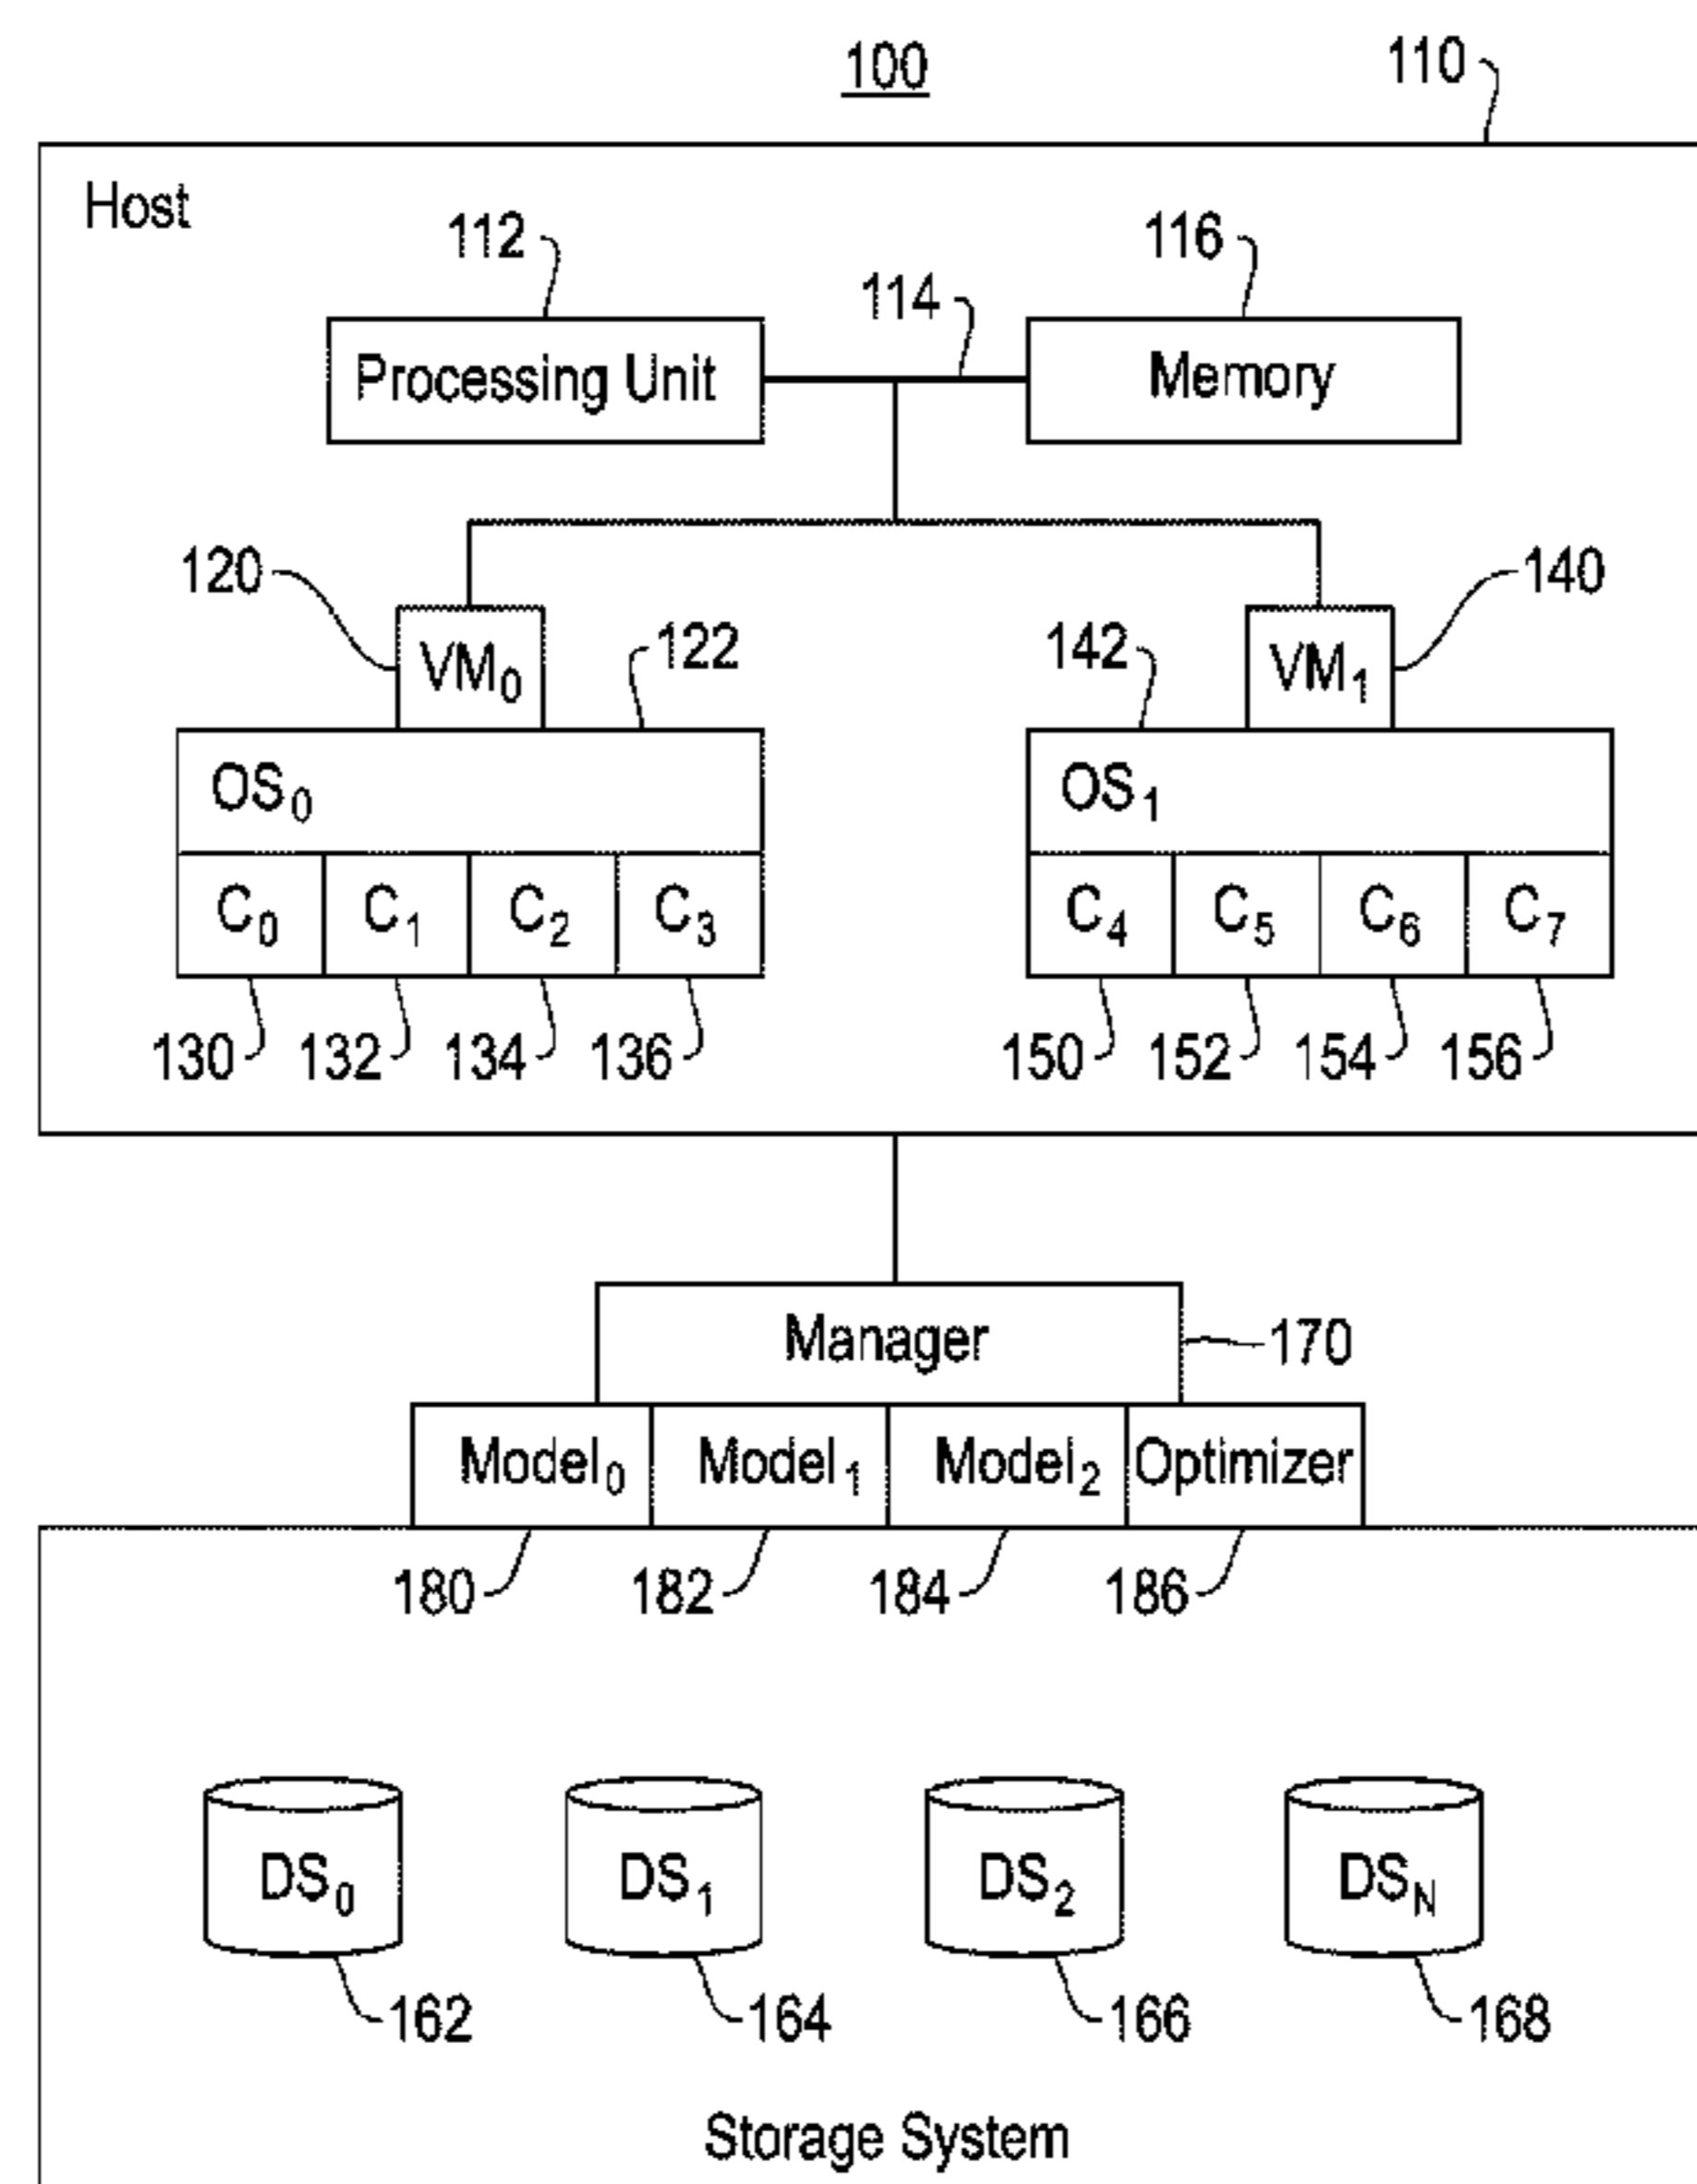 100
110
Host
112
116
114
Processing Unit
Memory
120
140
VM0
122
142
VM1
OS0
OS1
C0 C1 C2 C3
C4 C5 C6 C7
130 132 134 136
150 152 154 156
Manager
170
Model0 Model1 Model2 Optimizer
180 182 184 186
DS0 DS1 DS2 DSN
162 164 166 168
Storage System